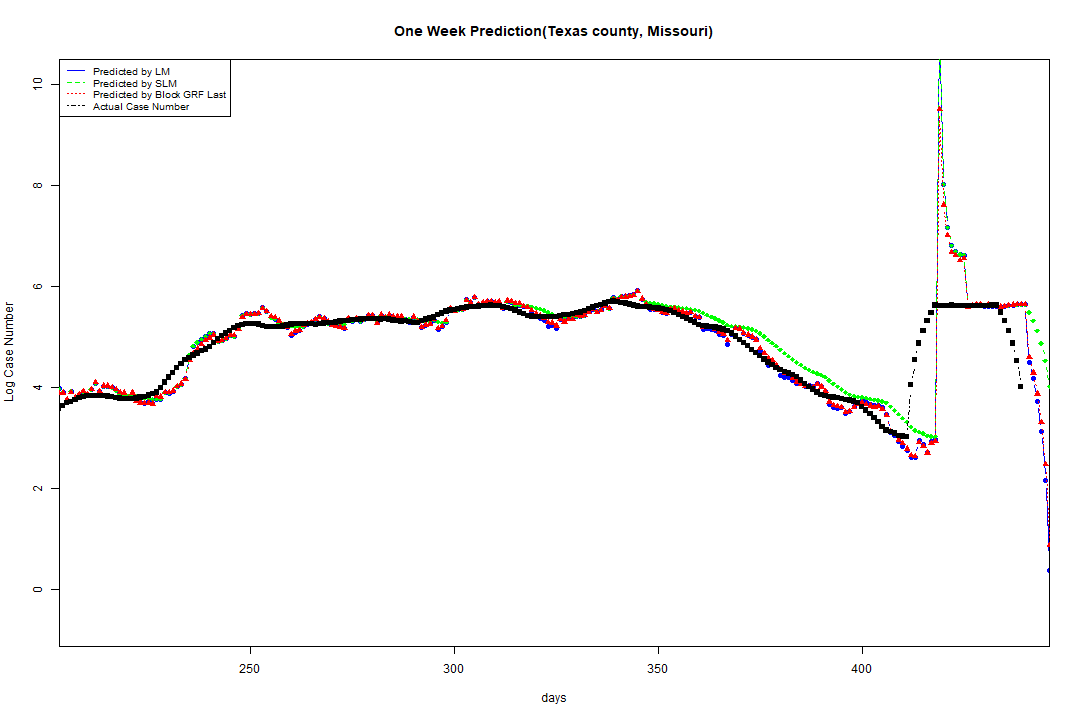 One Week Prediction(Texas county, Missouri)
Predicted by LM
Predicted by SLM
Predicted by Block GRF Last
Actual Case Number
10
8
6
4
2
0
Log Case Number
250
300
350
400
days